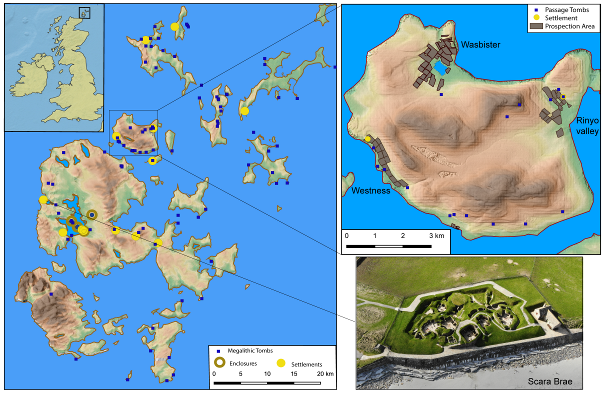 Megalithic Tombs
Enclosures
Settlements
0 5 10 15 20 km
Passage Tombs
Settlement
Prospection Area
Wasbister
Rinyo
valley
Westness
0 1 2 3 km
Scara Brae